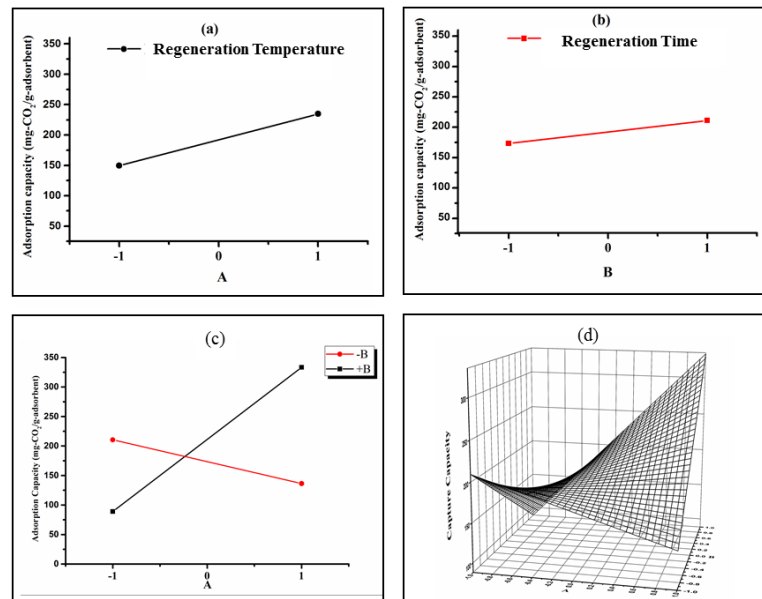 (a)
Regeneration Temperature
Adsorption capacity (mg-CO2/g-adsorbent)
350
300
250
200
150
100
50
-1
0
1
A
(b)
Regeneration Time
Adsorption capacity (mg-CO2/g-adsorbent)
350
300
250
200
150
100
50
-1
0
1
B
(c)
-B
+B
Adsorption Capacity (mg-CO2/g-adsorbent)
400
350
300
250
200
150
100
50
0
-1
0
1
A
(d)
Capture Capacity